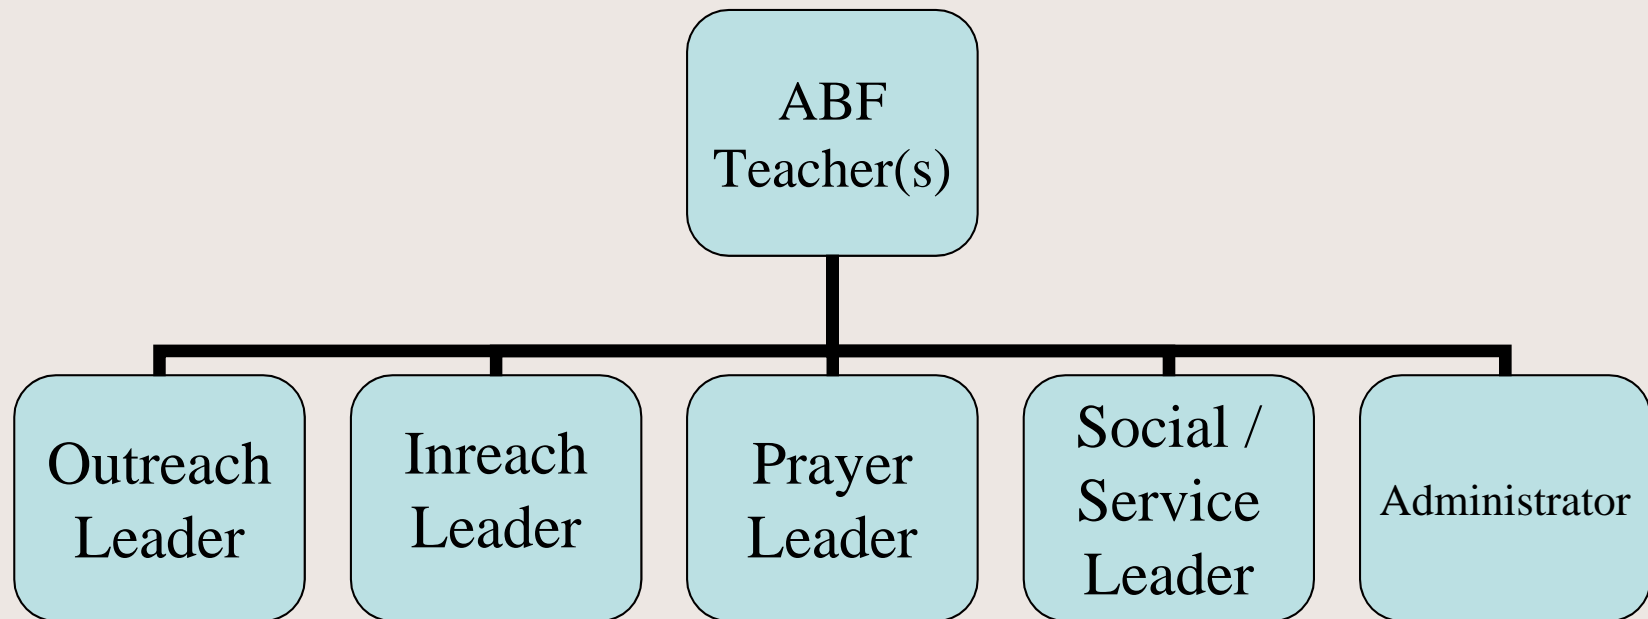 ABF
Teacher(s)
Outreach
Leader
Inreach
Leader
Prayer
Leader
Social /
Service
Leader
Administrator